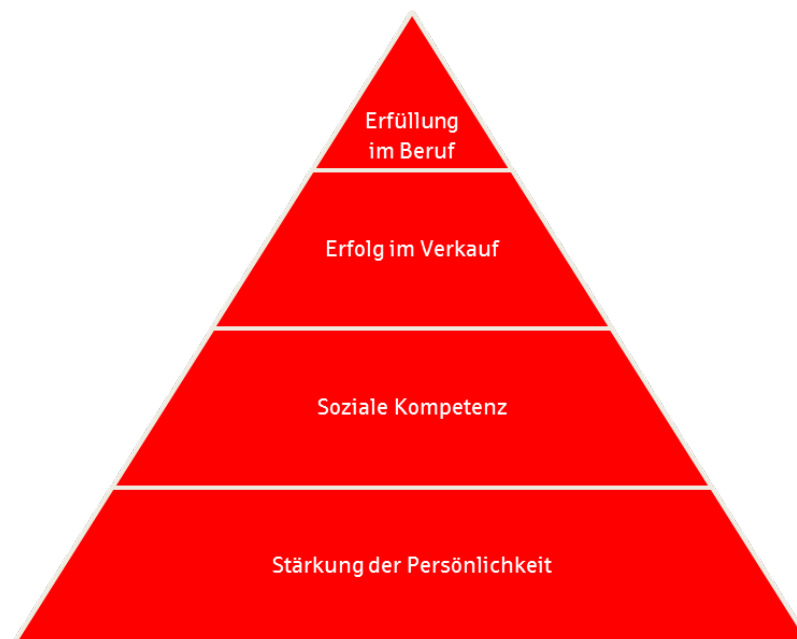 Erfüllung
im Beruf
Erfolg im Verkauf
Soziale Kompetenz
Stärkung der Persönlichkeit